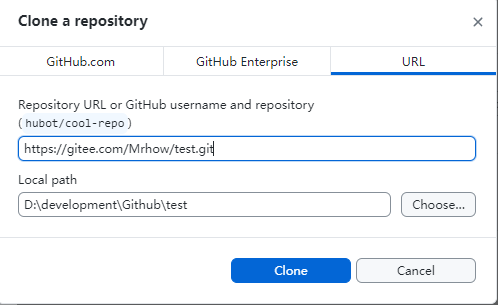 Clone a repository
GitHub.com
GitHub Enterprise
URL
Repository URL or GitHub username and repository
(hubot/cool-repo)
https://gitee.com/Mrhow/test.git
Local path
D:\development\Github\test
Choose...
Clone
Cancel